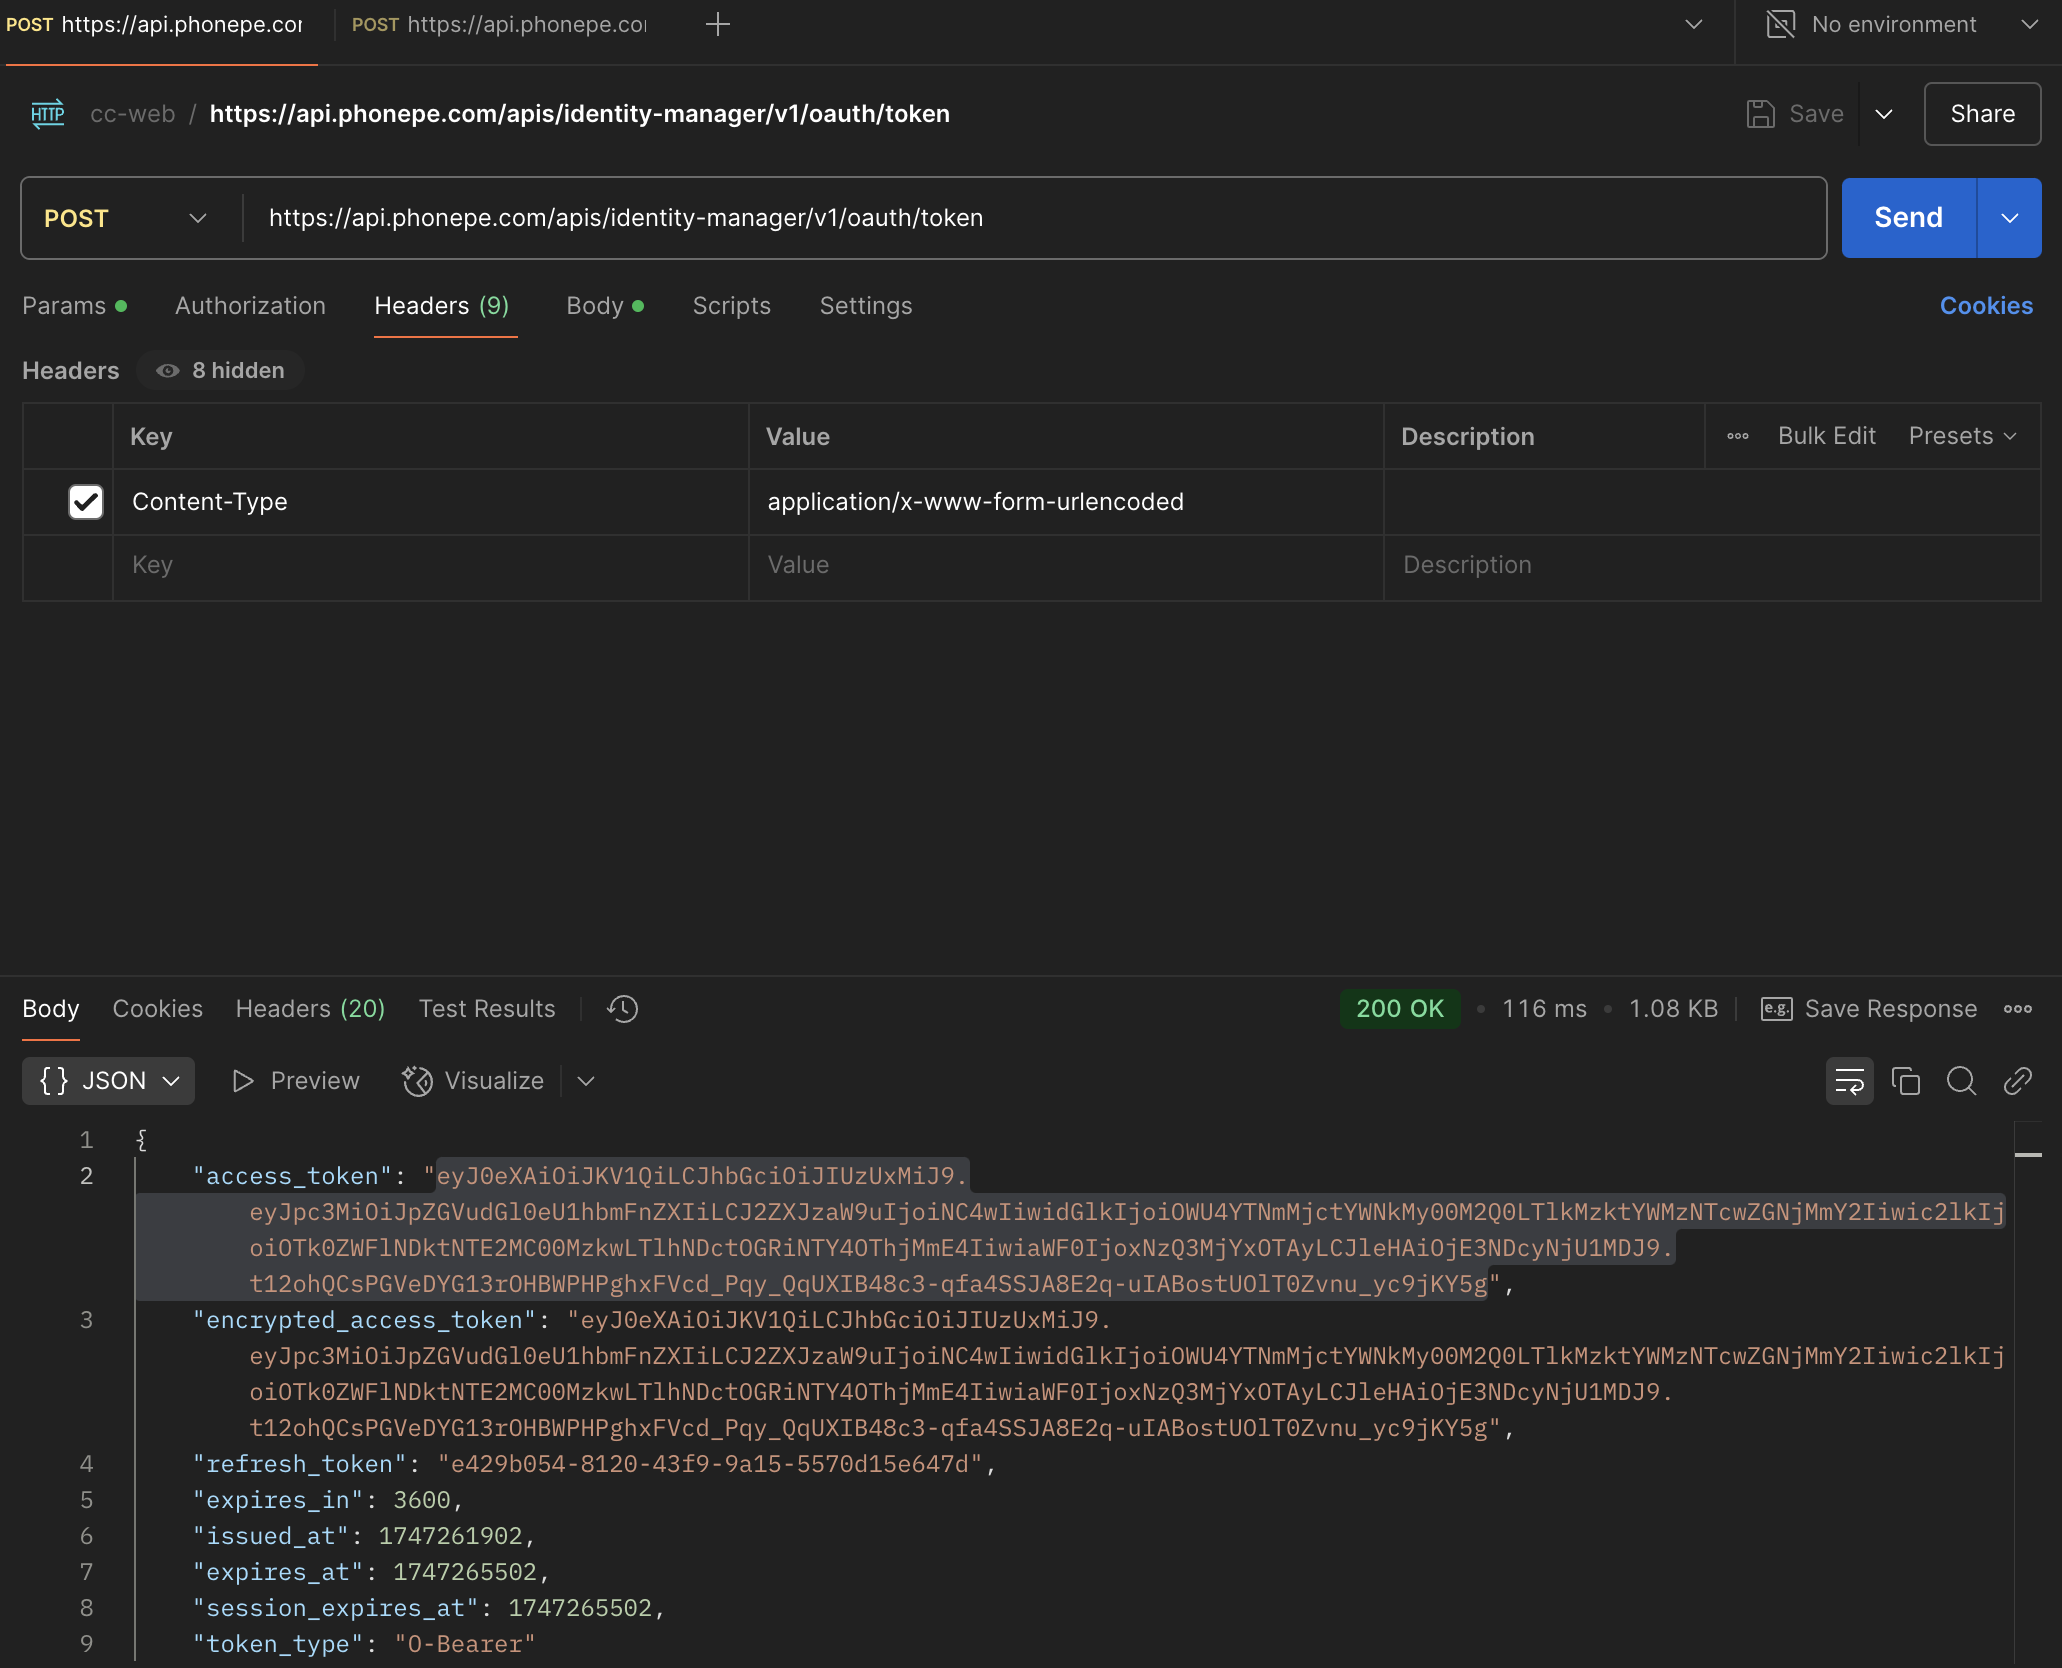 POST https://api.phonepe.cor POST https://api.phonepe.co No environment
HTTP cc-web / https://api.phonepe.com/apis/identity-manager/v1/oauth/token Save Share
POST https://api.phonepe.com/apis/identity-manager/v1/oauth/token Send
Params Authorization Headers (9) Body Scripts Settings Cookies
Headers 8 hidden
Key Value Description Bulk Edit Presets
Content-Type application/x-www-form-urlencoded
Key Value Description
Body Cookies Headers (20) Test Results 200 OK • 116 ms • 1.08 KB e.g. Save Response
{} JSON Preview Visualize
1 {
2 "access_token": "eyJ0eXAiOiJKV1QiLCJhbGciOiJIUzUxMiJ9.
eyJpc3MiOiJpZGVudGl0eU1hbmFnZXIiLCJ2ZXJzaW9uIjoiNC4wIiwidGlkIjoiOWU4YTNmMjctYWNkMy00M2Q0LTlkMzktYWMzNTcwZGNjMmY2Iiwic2lkIj
oiOTk0ZWFlNDktNTE2MC00MzkwLTlhNDctOGRiNTY4OThjMmE4IiwiaWF0IjoxNzQ3MjYxOTAyLCJleHAiOjE3NDcyNjU1MDJ9.
t12ohQCsPGVeDYG13rOHBWPHPghxFVcd_Pqy_QqUXIB48c3-qfa4SSJA8E2q-uIABostUOlT0Zvnu_yc9jKY5g",
3 "encrypted_access_token": "eyJ0eXAiOiJKV1QiLCJhbGciOiJIUzUxMiJ9.
eyJpc3MiOiJpZGVudGl0eU1hbmFnZXIiLCJ2ZXJzaW9uIjoiNC4wIiwidGlkIjoiOWU4YTNmMjctYWNkMy00M2Q0LTlkMzktYWMzNTcwZGNjMmY2Iiwic2lkIj
oiOTk0ZWFlNDktNTE2MC00MzkwLTlhNDctOGRiNTY4OThjMmE4IiwiaWF0IjoxNzQ3MjYxOTAyLCJleHAiOjE3NDcyNjU1MDJ9.
t12ohQCsPGVeDYG13rOHBWPHPghxFVcd_Pqy_QqUXIB48c3-qfa4SSJA8E2q-uIABostUOlT0Zvnu_yc9jKY5g",
4 "refresh_token": "e429b054-8120-43f9-9a15-5570d15e647d",
5 "expires_in": 3600,
6 "issued_at": 1747261902,
7 "expires_at": 1747265502,
8 "session_expires_at": 1747265502,
9 "token_type": "O-Bearer"